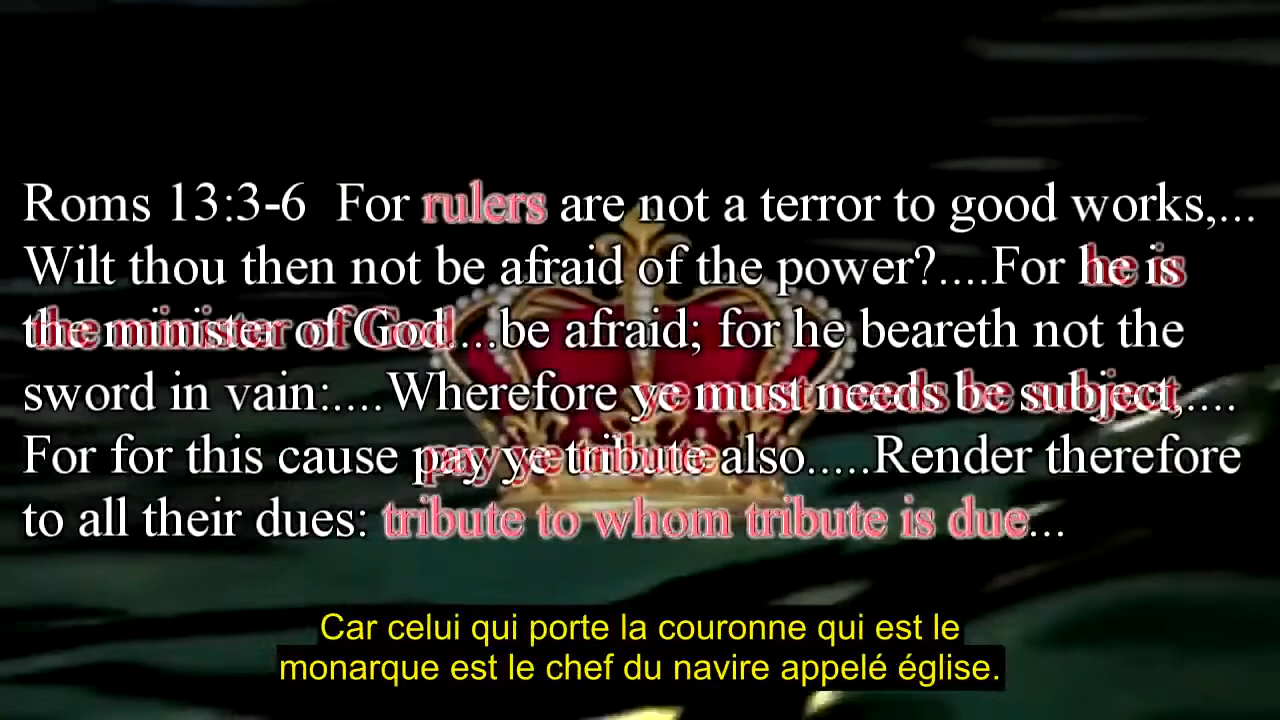 Roms 13:3-6  For rulers are not a terror to good works,...
Wilt thou then not be afraid of the power?....For he is
the minister of God....be afraid; for he beareth not the
sword in vain:....Wherefore ye must needs be subject,....
For for this cause pay ye tribute also.....Render therefore
to all their dues: tribute to whom tribute is due...
Car celui qui porte la couronne qui est le
monarque est le chef du navire appelé église.